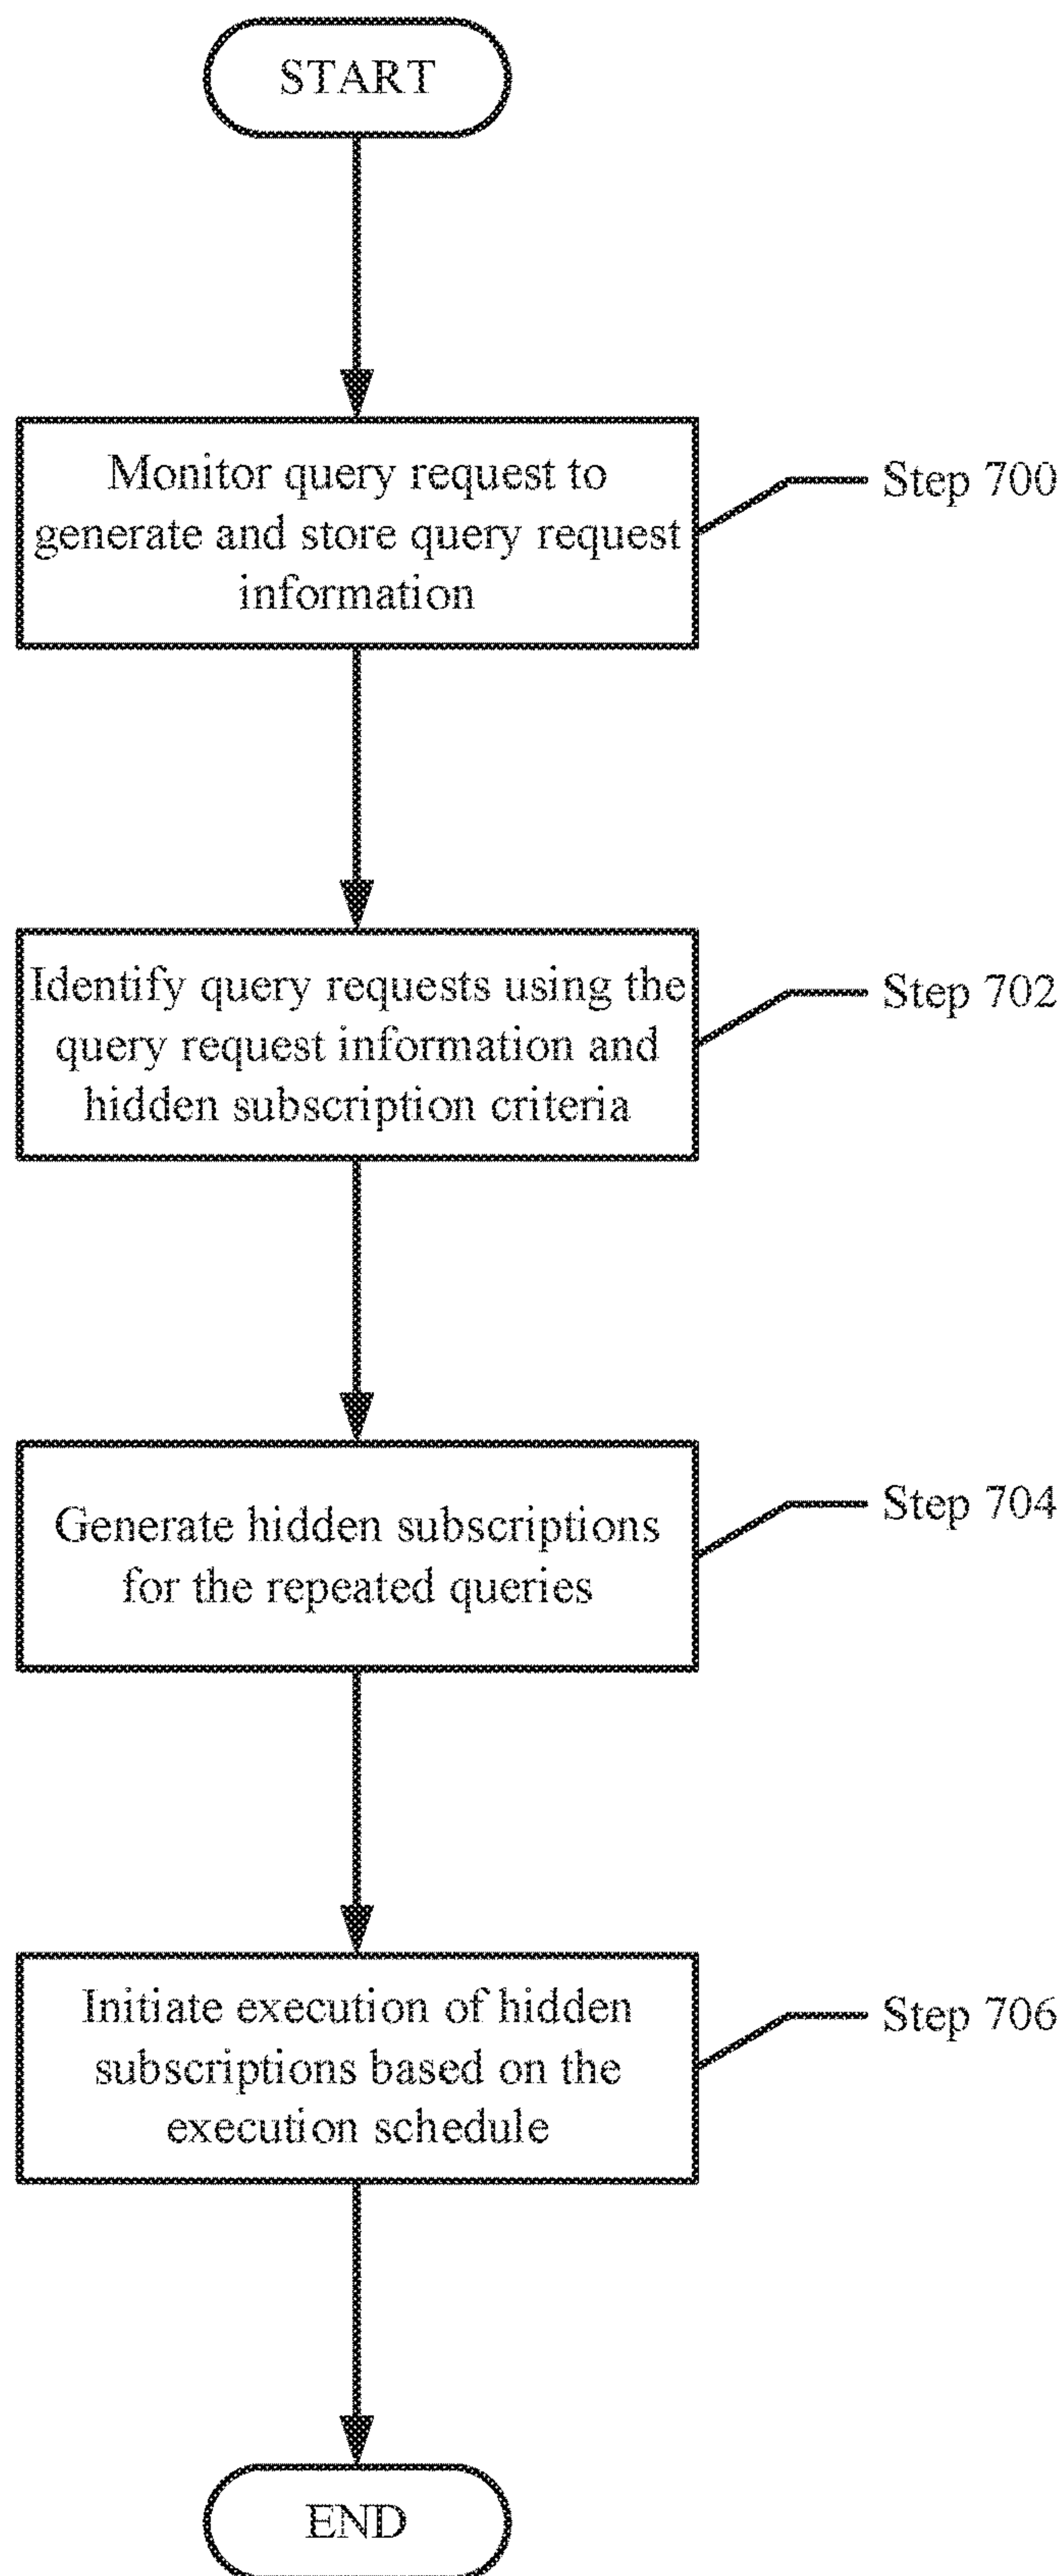 START
Monitor query request to
generate and store query request
information
Step 700
Identify query requests using the
query request information and
hidden subscription criteria
Step 702
Generate hidden subscriptions
for the repeated queries
Step 704
Initiate execution of hidden
subscriptions based on the
execution schedule
Step 706
END